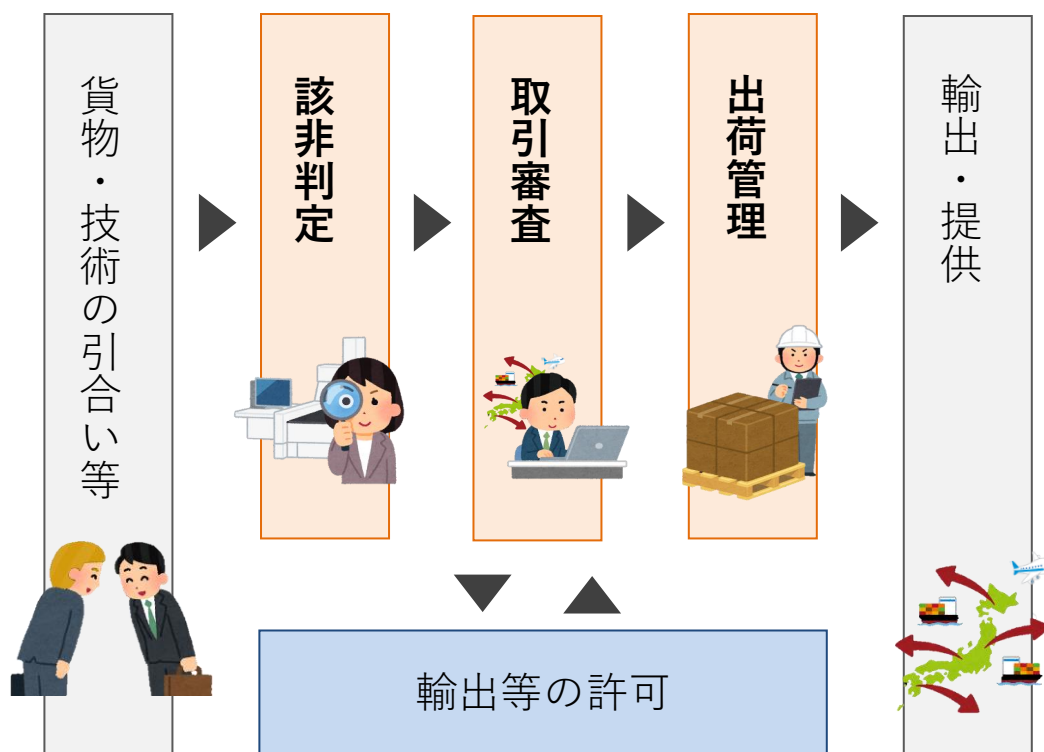 貨物・技術の引合い等
該非判定
取引審査
出荷管理
輸出・提供
輸出等の許可